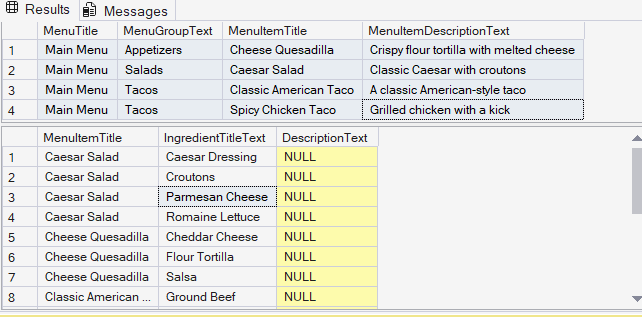 Results Messages
MenuTitle MenuGroupText MenuItemTitle MenuItemDescriptionText
1 Main Menu Appetizers Cheese Quesadilla Crispy flour tortilla with melted cheese
2 Main Menu Salads Caesar Salad Classic Caesar with croutons
3 Main Menu Tacos Classic American Taco A classic American-style taco
4 Main Menu Tacos Spicy Chicken Taco Grilled chicken with a kick
MenuItemTitle IngredientTitleText DescriptionText
1 Caesar Salad Caesar Dressing NULL
2 Caesar Salad Croutons NULL
3 Caesar Salad Parmesan Cheese NULL
4 Caesar Salad Romaine Lettuce NULL
5 Cheese Quesadilla Cheddar Cheese NULL
6 Cheese Quesadilla Flour Tortilla NULL
7 Cheese Quesadilla Salsa NULL
8 Classic American ... Ground Beef NULL